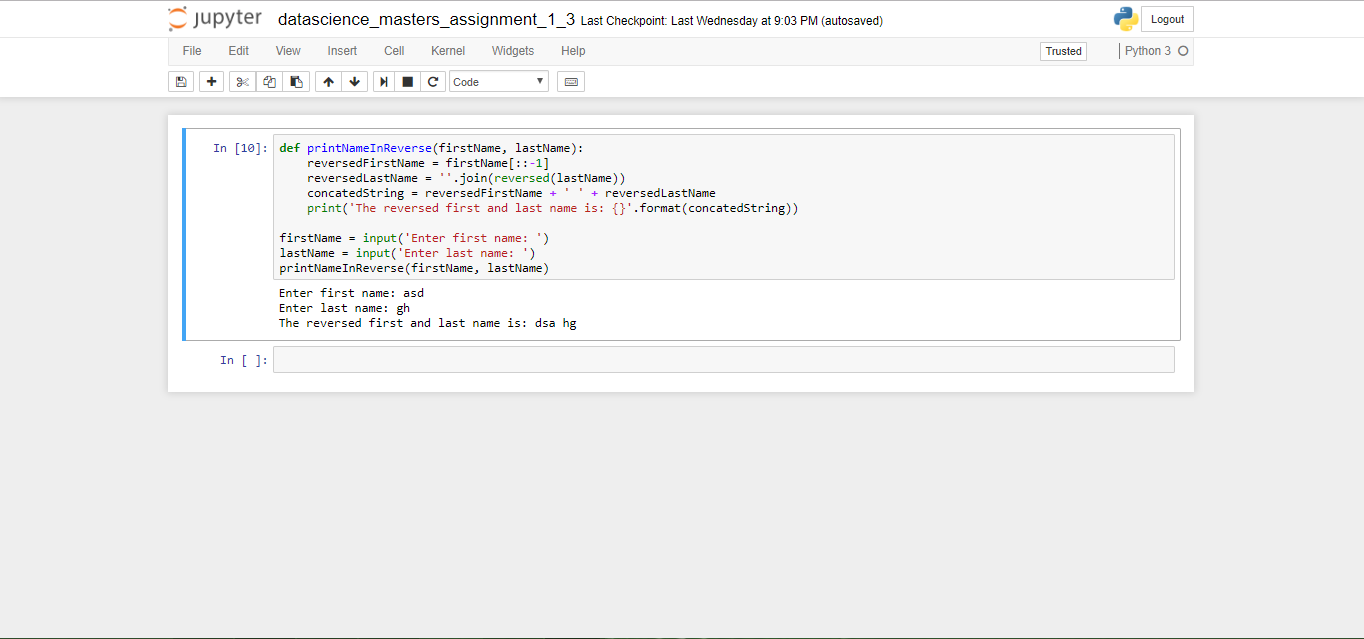 jupyter datascience_masters_assignment_1_3 Last Checkpoint: Last Wednesday at 9:03 PM (autosaved) Logout
File Edit View Insert Cell Kernel Widgets Help Trusted Python 3
Code
In [10]: def printNameInReverse(firstName, lastName):
    reversedFirstName = firstName[::-1]
    reversedLastName = ''.join(reversed(lastName))
    concatedString = reversedFirstName + ' ' + reversedLastName
    print('The reversed first and last name is: {}'.format(concatedString))
firstName = input('Enter first name: ')
lastName = input('Enter last name: ')
printNameInReverse(firstName, lastName)
Enter first name: asd
Enter last name: gh
The reversed first and last name is: dsa hg
In [ ]: